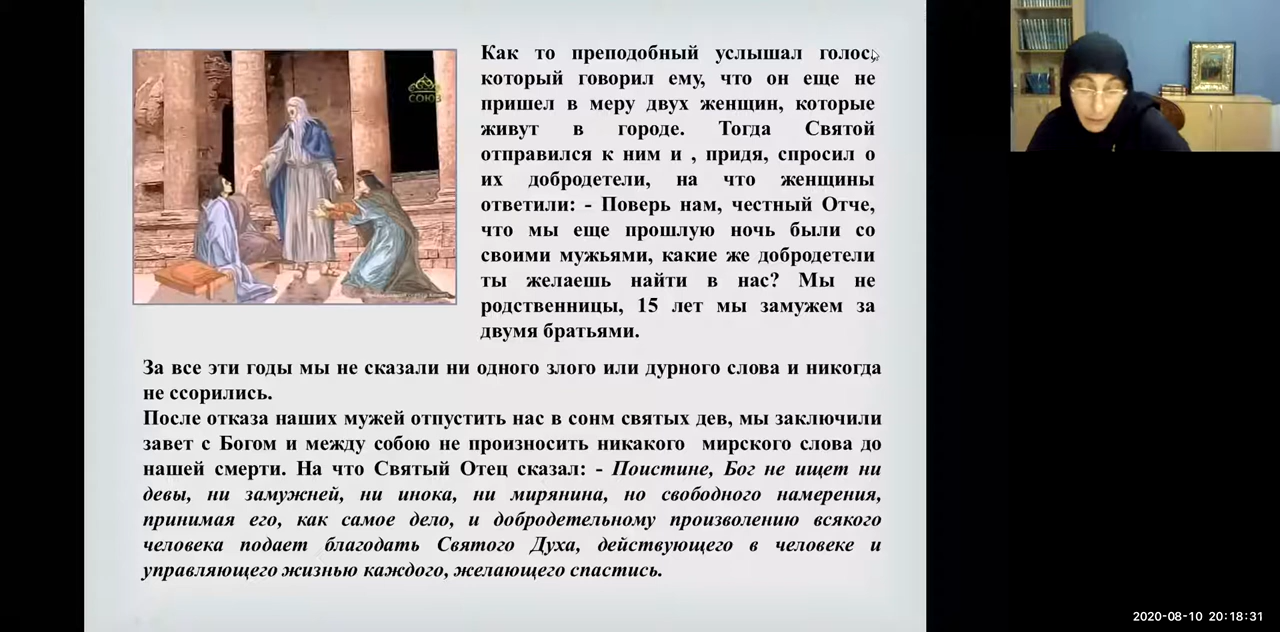 Как то преподобный услышал голос,
который говорил ему, что он еще не
пришел в меру двух женщин, которые
живут в городе. Тогда Святой
отправился к ним и , придя, спросил о
их добродетели, на что женщины
ответили: - Поверь нам, честный Отче,
что мы еще прошлую ночь были со
своими мужьями, какие же добродетели
ты желаешь найти в нас? Мы не
родственницы, 15 лет мы замужем за
двумя братьями.
СОЮЗ
За все эти годы мы не сказали ни одного злого или дурного слова и никогда
не ссорились.
После отказа наших мужей отпустить нас в сонм святых дев, мы заключили
завет с Богом и между собою не произносить никакого мирского слова до
нашей смерти. На что Святый Отец сказал: - Поистине, Бог не ищет ни
девы, ни замужней, ни инока, ни мирянина, но свободного намерения,
принимая его, как самое дело, и добродетельному произволению всякого
человека подает благодать Святого Духа, действующего в человеке и
управляющего жизнью каждого, желающего спастись.
2020-08-10 20:18:31